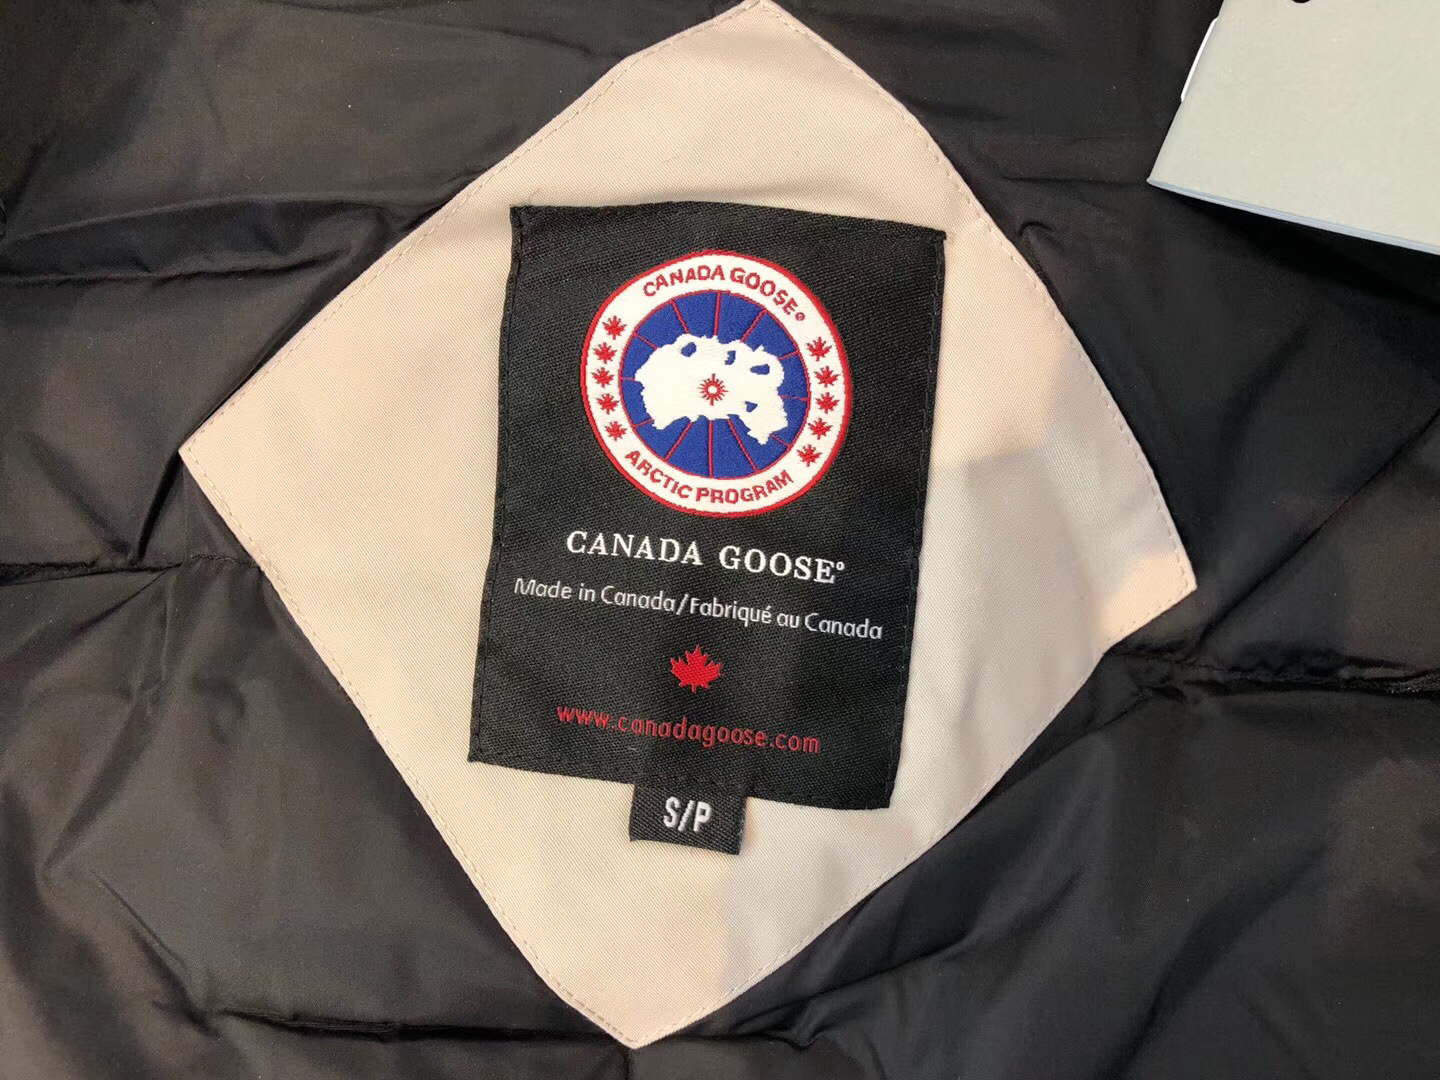 CANADA GOOSE®
ARCTIC PROGRAM
CANADA GOOSE®
Made in Canada/Fabriqué au Canada
www.canadagoose.com
S/P